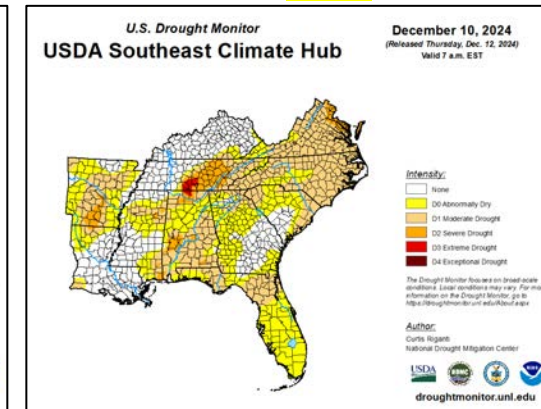 U.S. Drought Monitor
USDA Southeast Climate Hub
December 10, 2024
(Released Thursday, Dec. 12, 2024)
Valid 7 a.m. EST
Intensity:
None
D0 Abnormally Dry
D1 Moderate Drought
D2 Severe Drought
D3 Extreme Drought
D4 Exceptional Drought
The Drought Monitor focuses on broad-scale
conditions. Local conditions may vary. For more
information on the Drought Monitor, go to
https://droughtmonitor.unl.edu/About.aspx
Author:
Curtis Riganti
National Drought Mitigation Center
USDA
droughtmonitor.unl.edu